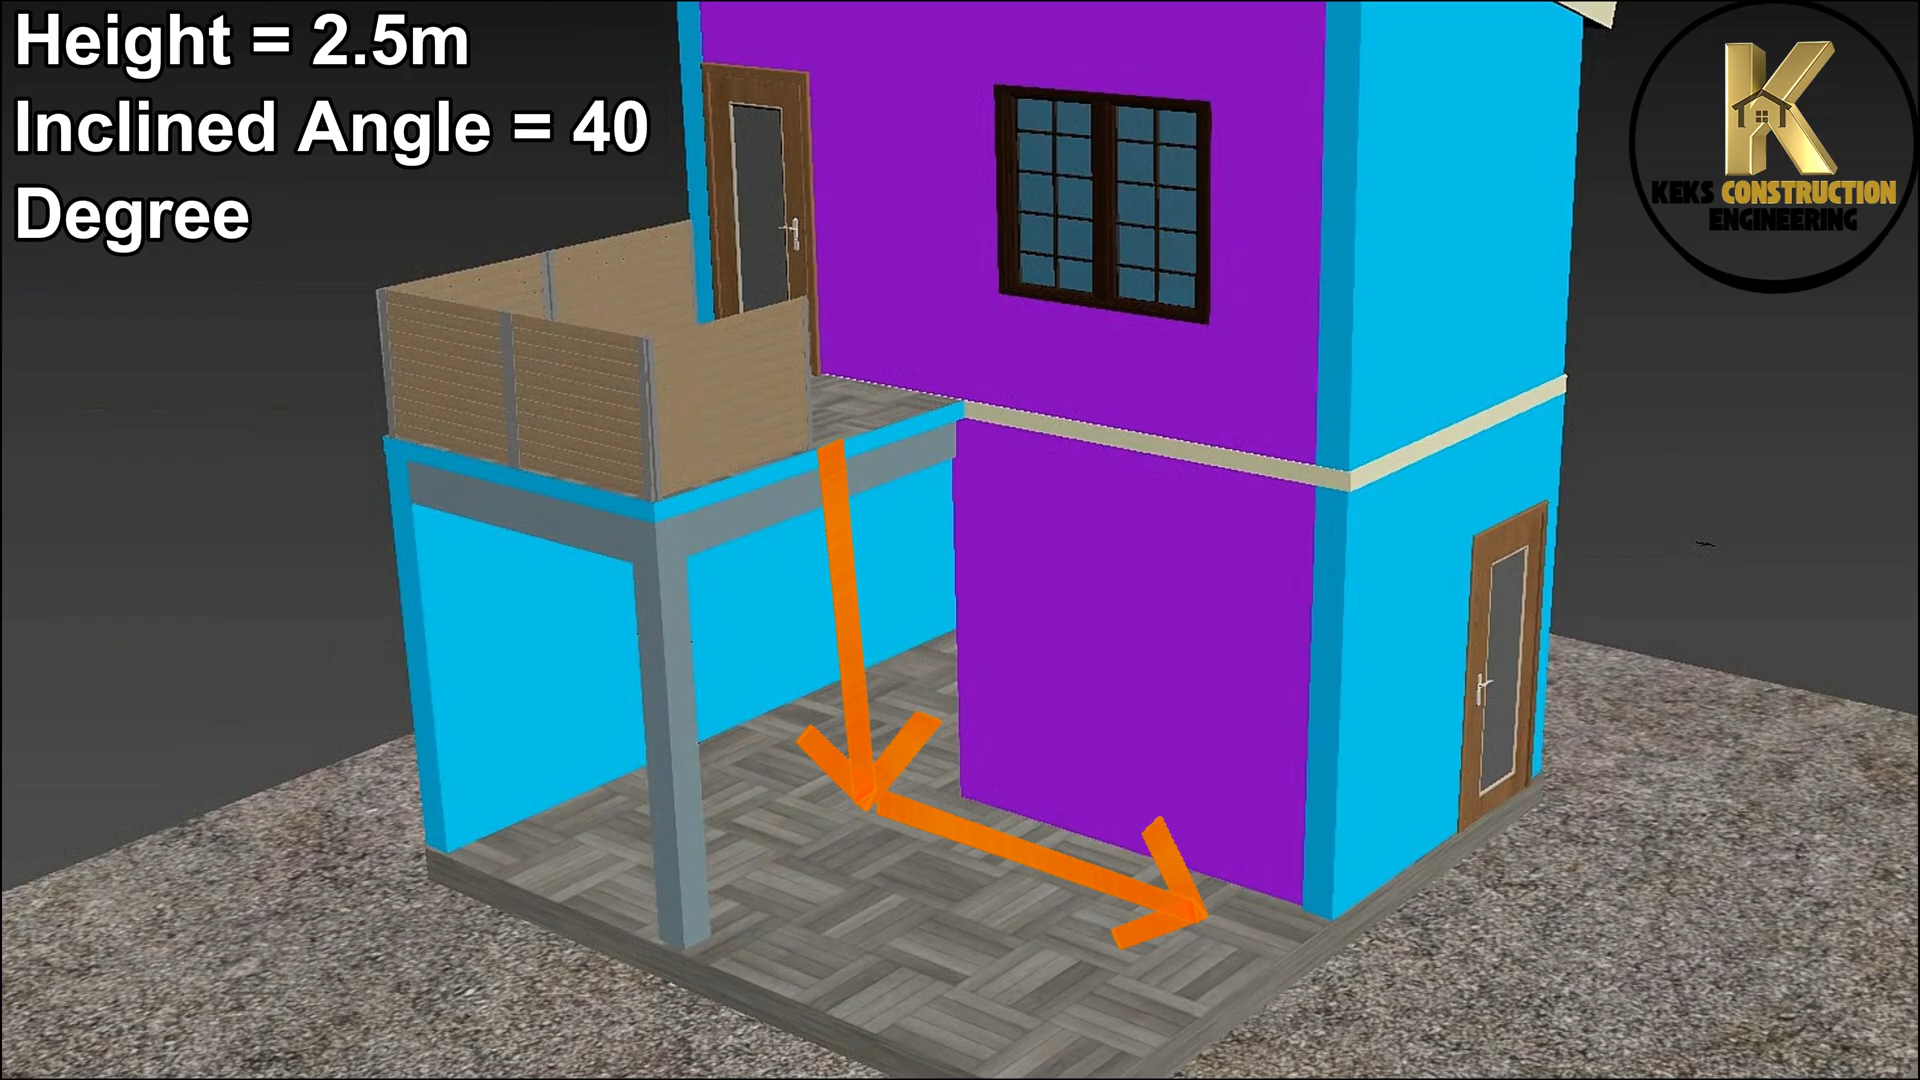 Height = 2.5m
Inclined Angle = 40
Degree
K
KEKS CONSTRUCTION
ENGINEERING